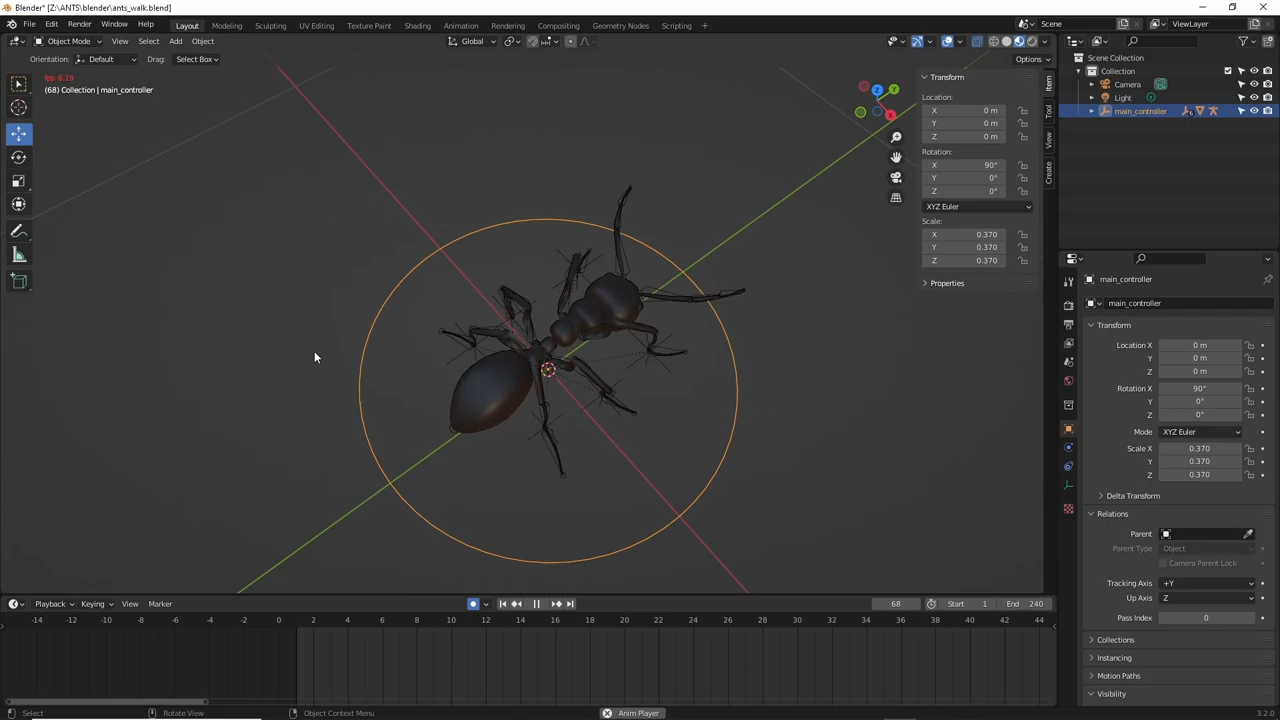 Blender* [Z:\ANTS\blender\ants_walk.blend]
File Edit Render Window Help Layout Modeling Sculpting UV Editing Texture Paint Shading Animation Rendering Compositing Geometry Nodes Scripting + Scene ViewLayer
Object Mode View Select Add Object Global
Orientation: Default Drag: Select Box Options
fps: 6.19
(68) Collection | main_controller
Transform
Location:
X 0 m
Y 0 m
Z 0 m
Rotation:
X 90°
Y 0°
Z 0°
XYZ Euler
Scale:
X 0.370
Y 0.370
Z 0.370
Properties
Item
Tool
View
Create
Z
Y
X
Scene Collection
Collection
Camera
Light
main_controller 6
main_controller
main_controller
Transform
Location X 0 m
Y 0 m
Z 0 m
Rotation X 90°
Y 0°
Z 0°
Mode XYZ Euler
Scale X 0.370
Y 0.370
Z 0.370
Delta Transform
Relations
Parent
Parent Type Object
Camera Parent Lock
Tracking Axis +Y
Up Axis Z
Pass Index 0
Collections
Instancing
Motion Paths
Visibility
Playback Keying View Marker 68 Start 1 End 240
-14 -12 -10 -8 -6 -4 -2 2 4 6 8 10 12 14 16 18 20 22 24 26 28 30 32 34 36 38 40 42 44
Select Rotate View Object Context Menu Anim Player 3.2.0